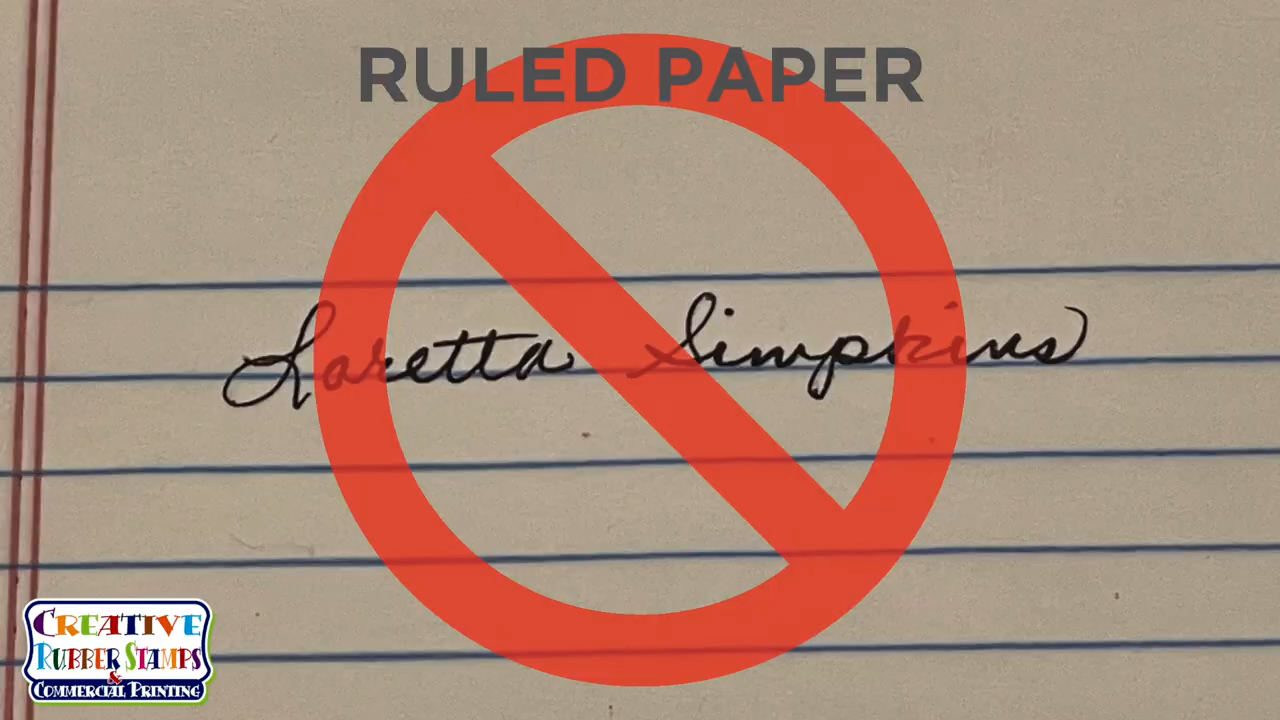 RULED PAPER
Loretta Simpkins
CREATIVE
RUBBER STAMPS
&
COMMERCIAL PRINTING